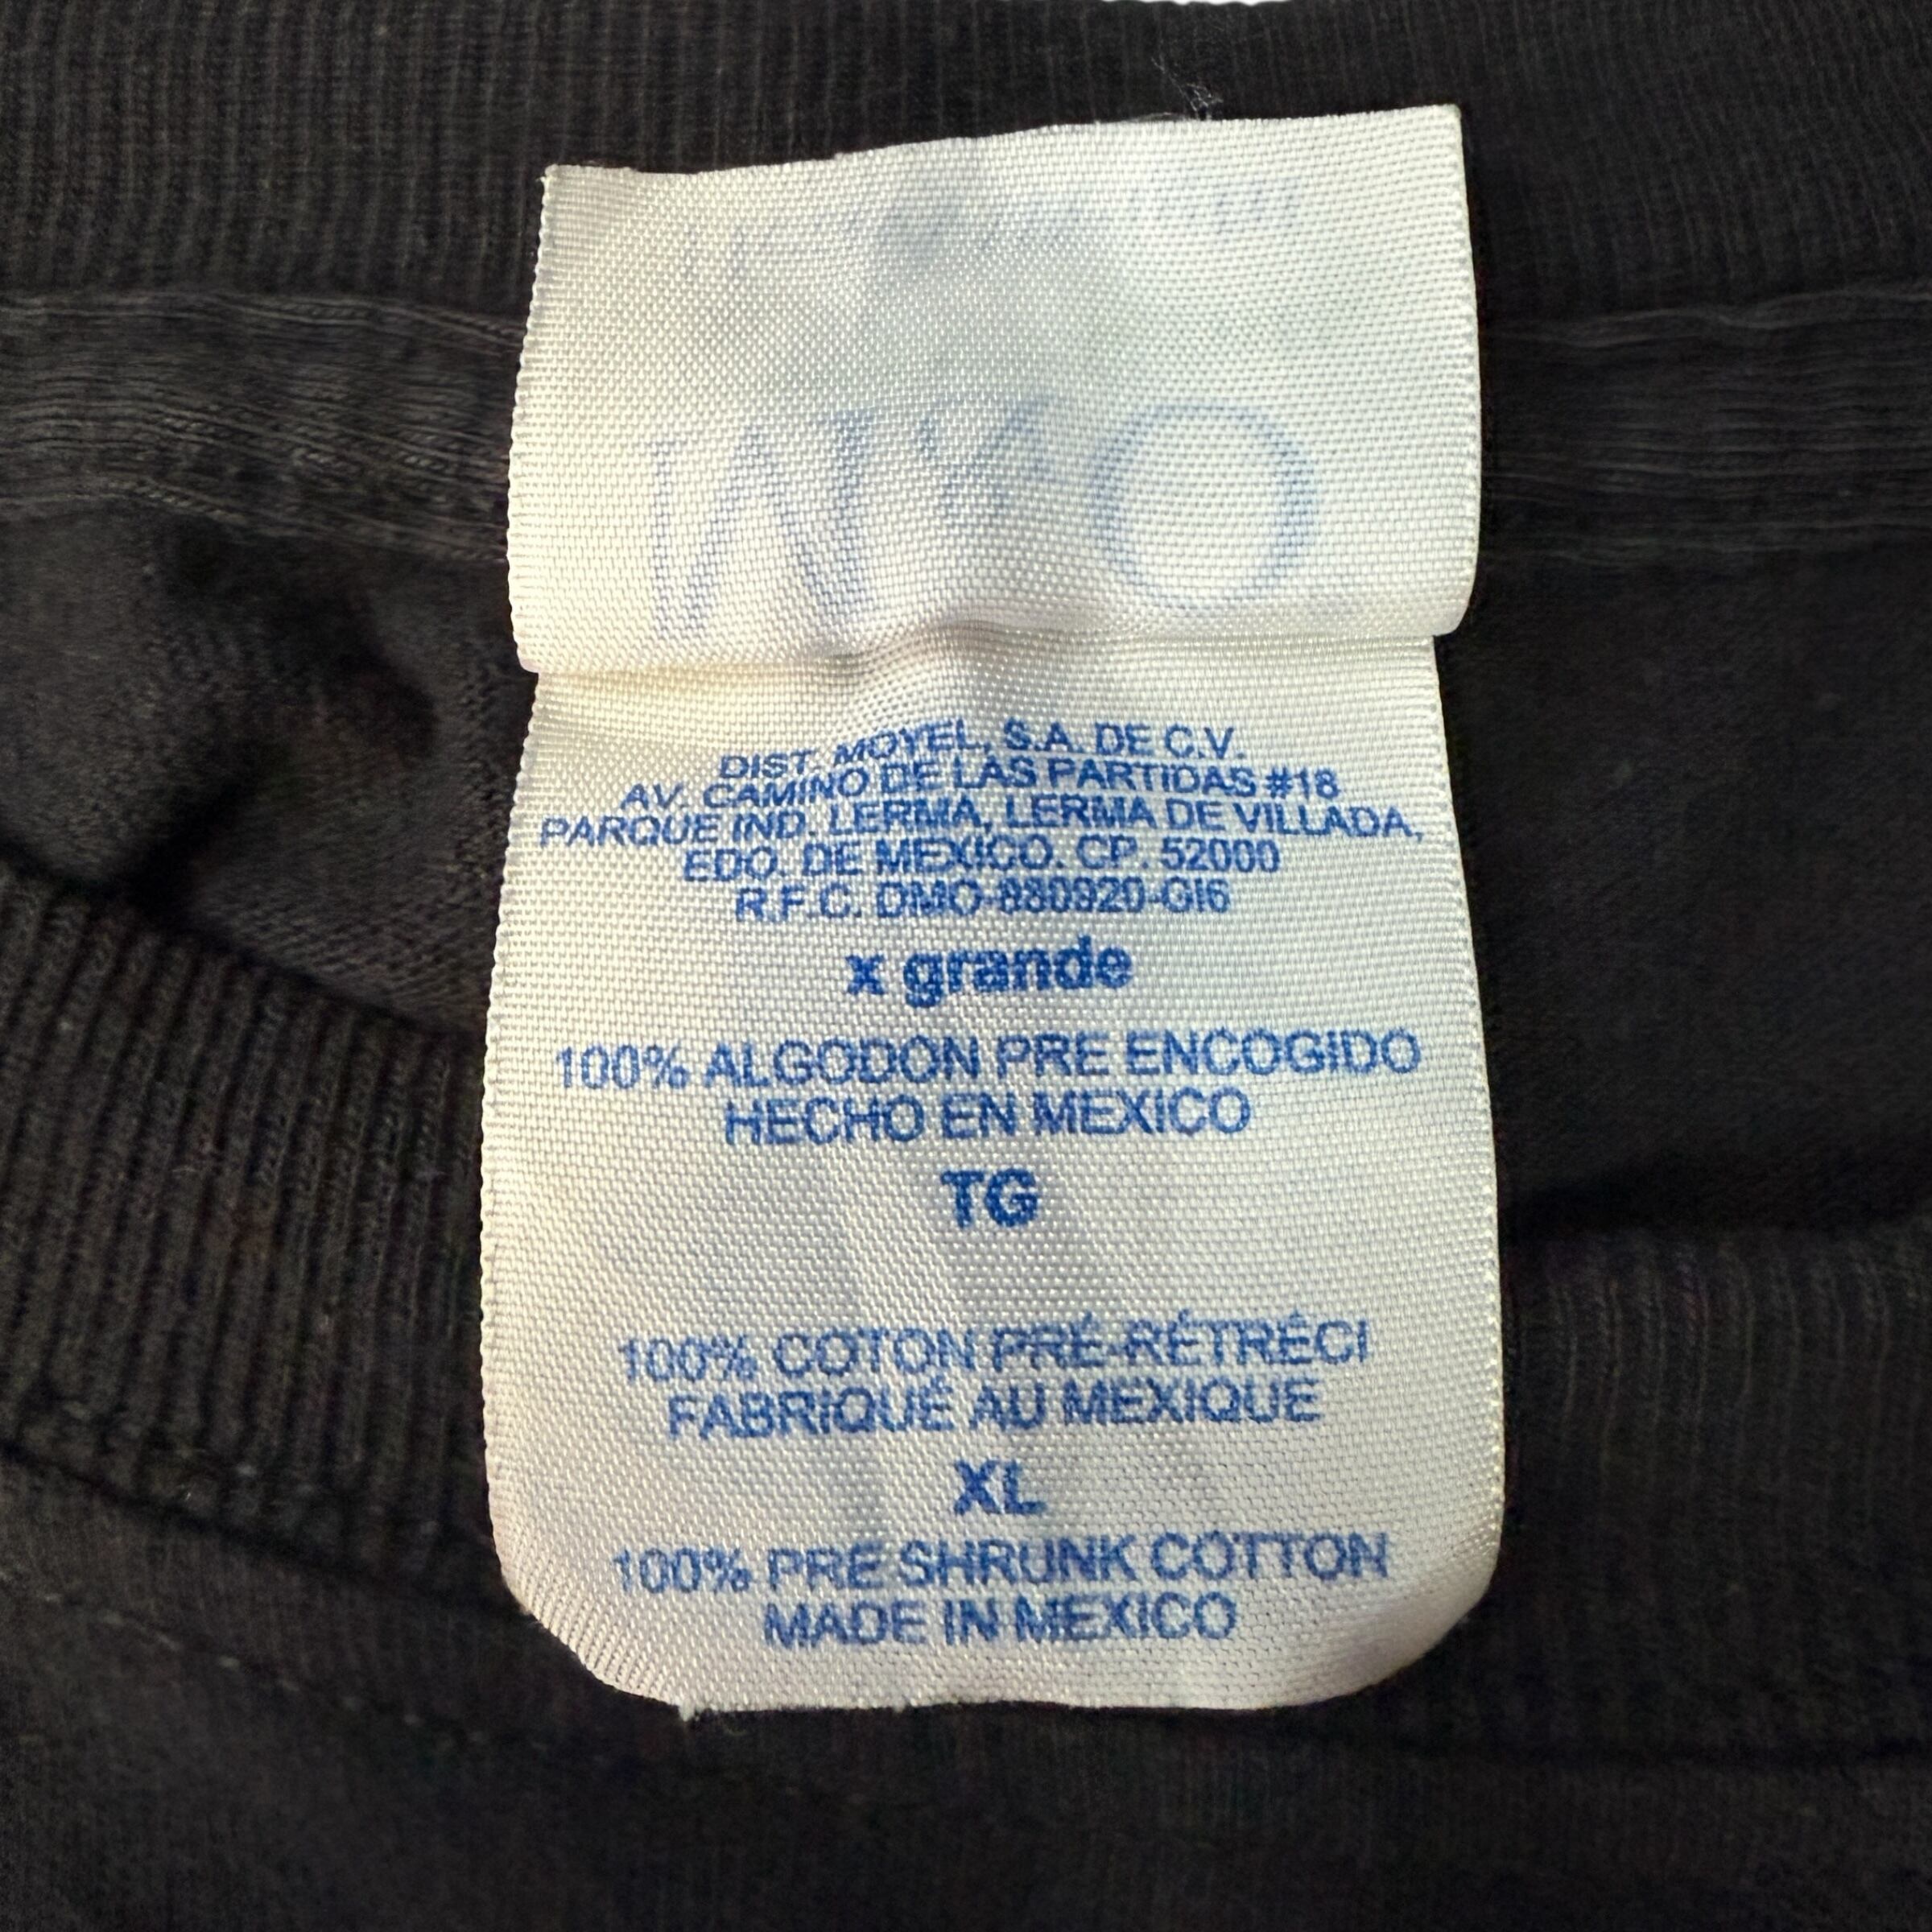 DIST. MOYEL, S.A. DE C.V.
AV. CAMINO DE LAS PARTIDAS #18
PARQUE IND. LERMA, LERMA DE VILLADA,
EDO. DE MEXICO. CP. 52000
R.F.C. DMO-880920-GI6
x grande
100% ALGODON PRE ENCOGIDO
HECHO EN MEXICO
TG
100% COTON PRÉ-RÉTRÉCI
FABRIQUÉ AU MEXIQUE
XL
100% PRE SHRUNK COTTON
MADE IN MEXICO